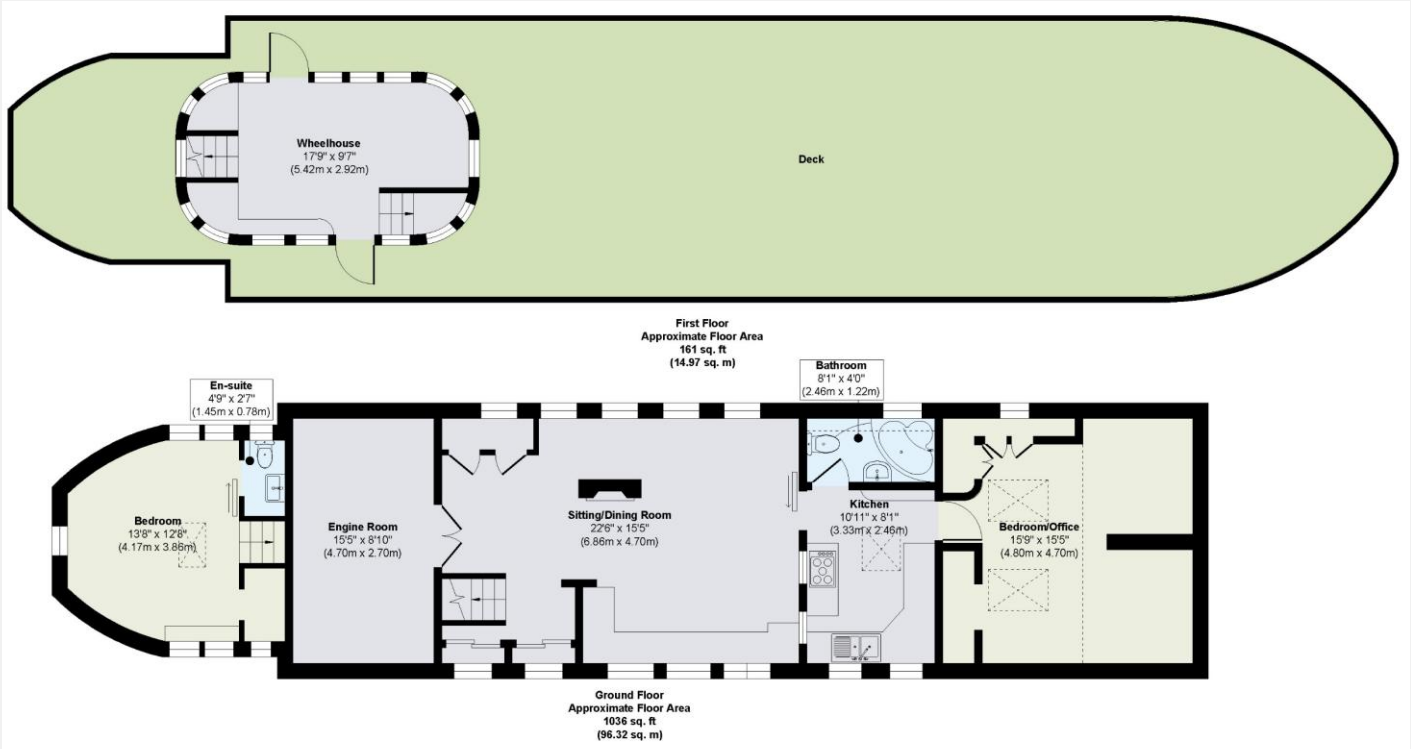 Wheelhouse
17'9" x 9'7"
(5.42m x 2.92m)
Deck
First Floor
Approximate Floor Area
161 sq. ft
(14.97 sq. m)
En-suite
4'9" x 2'7"
(1.45m x 0.78m)
Bathroom
8'1" x 4'0"
(2.46m x 1.22m)
Bedroom
13'8" x 12'8"
(4.17m x 3.86m)
Engine Room
15'5" x 8'10"
(4.70m x 2.70m)
Sitting/Dining Room
22'6" x 15'5"
(6.86m x 4.70m)
Kitchen
10'11" x 8'1"
(3.33m x 2.46m)
Bedroom/Office
15'9" x 15'5"
(4.80m x 4.70m)
Ground Floor
Approximate Floor Area
1036 sq. ft
(96.32 sq. m)